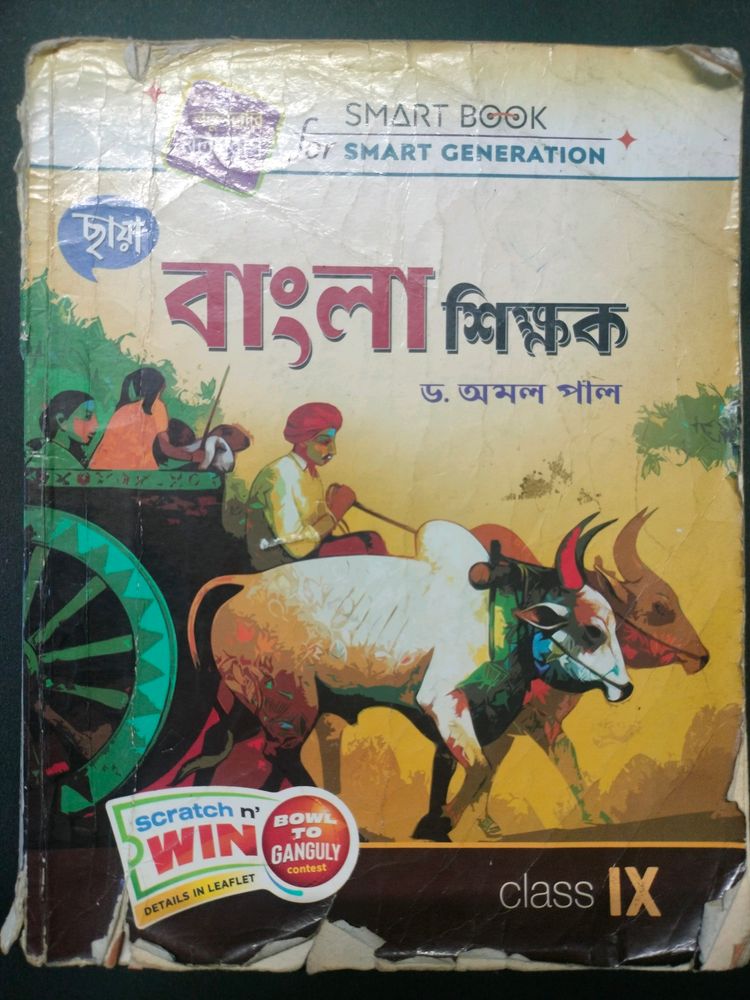 SMART BOOK
for SMART GENERATION
ছায়া
বাংলা শিক্ষক
ড. অমল পাল
scratch n'
WIN
DETAILS IN LEAFLET
BOWL
TO
GANGULY
contest
class IX